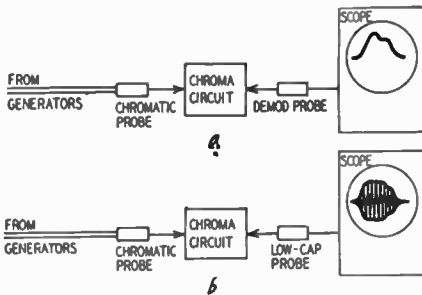 SCOPE
FROM
GENERATORS
CHROMATIC
PROBE
CHROMA
CIRCUIT
DEMOD PROBE
a.
SCOPE
FROM
GENERATORS
CHROMATIC
PROBE
CHROMA
CIRCUIT
LOW-CAP
PROBE
b